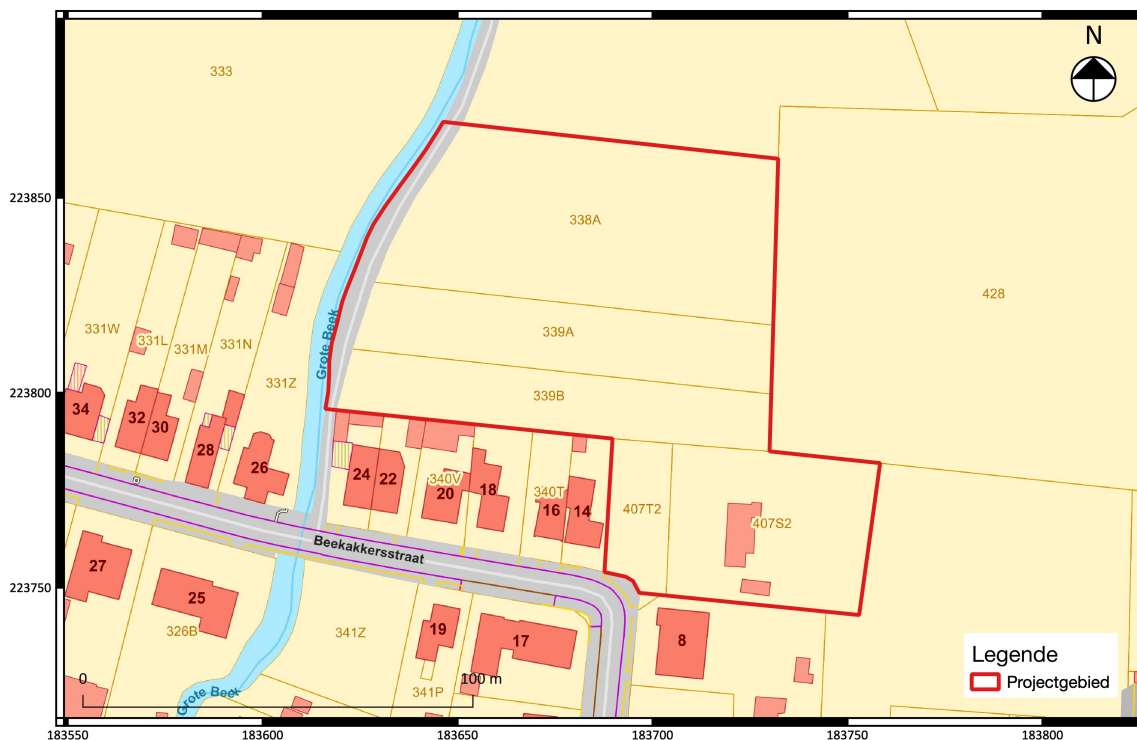 N
333
223850
338A
428
331W
331L
331M
331N
339A
Grote Beek
331Z
223800
339B
34
32
30
28
26
24
22
340V
20
18
340T
16
14
407T2
407S2
Beekakkersstraat
223750
27
25
326B
341Z
19
17
8
341P
Grote Beek
0
100 m
Legende
Projectgebied
183550
183600
183650
183700
183750
183800